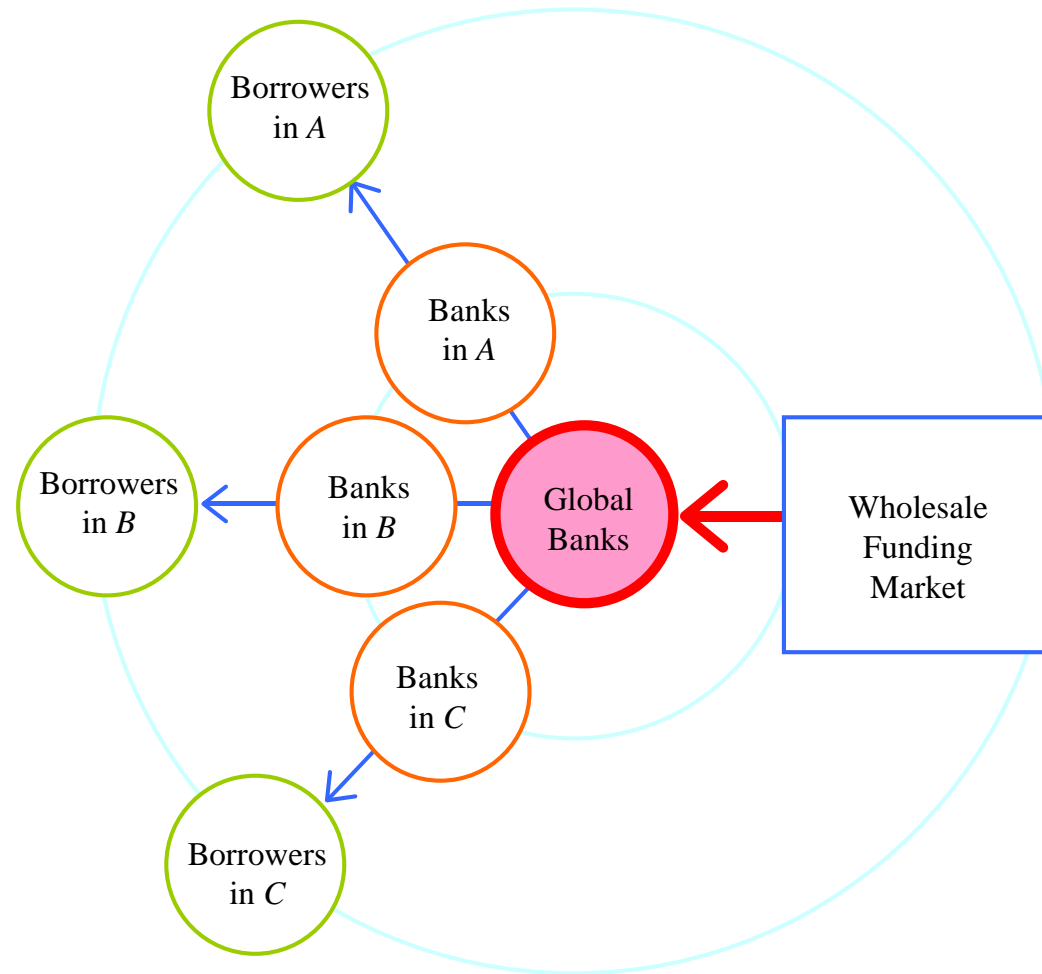 Borrowers
in A
Banks
in A
Borrowers
in B
Banks
in B
Global
Banks
Wholesale
Funding
Market
Banks
in C
Borrowers
in C